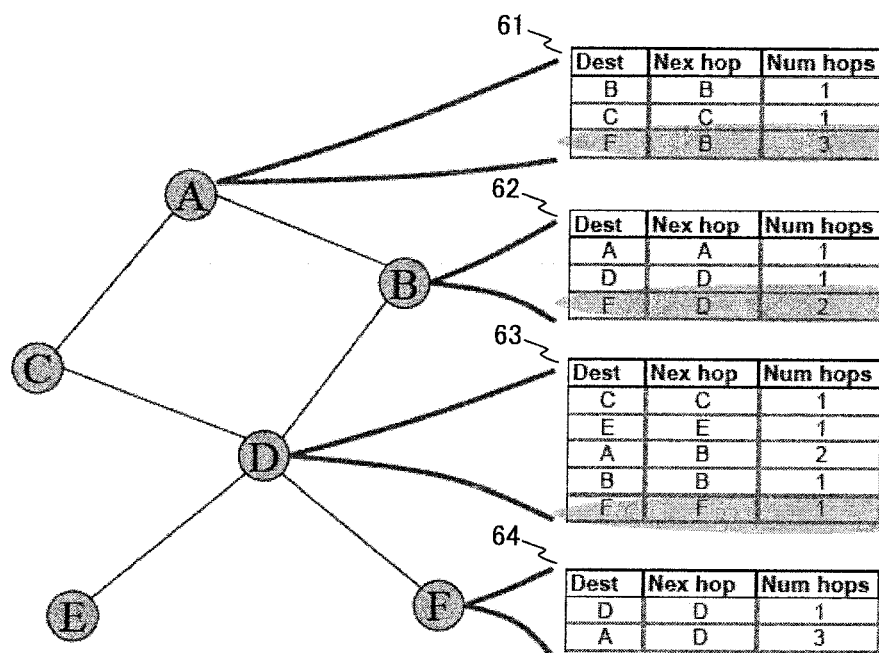 61
Dest Nex hop Num hops
B B 1
C C 1
F B 3
A
62
Dest Nex hop Num hops
A A 1
D D 1
F D 2
B
63
C
Dest Nex hop Num hops
C C 1
E E 1
A B 2
B B 1
F F 1
D
64
Dest Nex hop Num hops
D D 1
A D 3
E
F